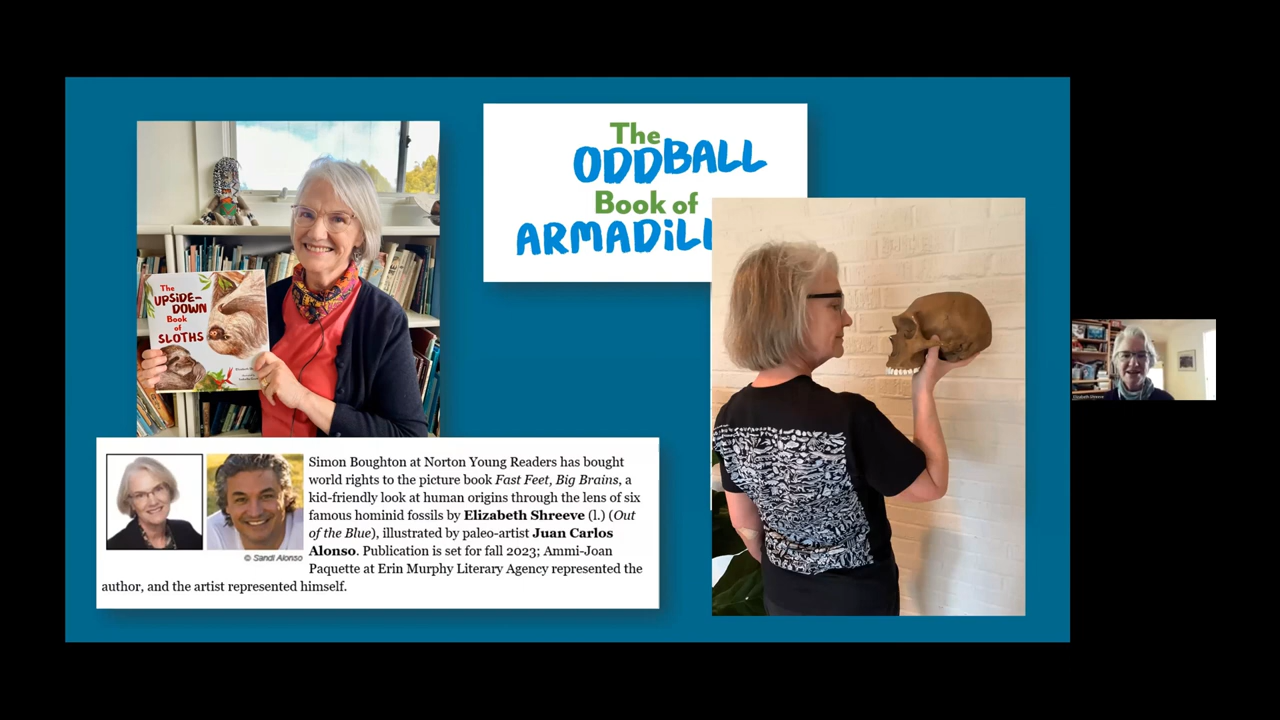 The
ODDBALL
Book of
ARMADiLL
The
UPSiDE-
DOWN
Book
of
SLOTHS
Simon Boughton at Norton Young Readers has bought
world rights to the picture book Fast Feet, Big Brains, a
kid-friendly look at human origins through the lens of six
famous hominid fossils by Elizabeth Shreeve (l.) (Out
of the Blue), illustrated by paleo-artist Juan Carlos
Alonso. Publication is set for fall 2023; Ammi-Joan
Paquette at Erin Murphy Literary Agency represented the
author, and the artist represented himself.
© Sandi Alonso
Elizabeth Shreeve